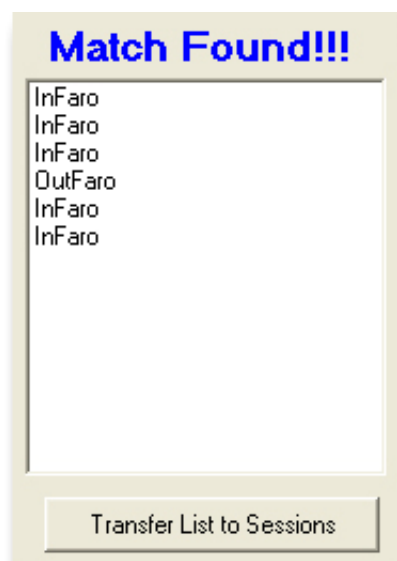 Match Found!!!
InFaro
InFaro
InFaro
OutFaro
InFaro
InFaro
Transfer List to Sessions